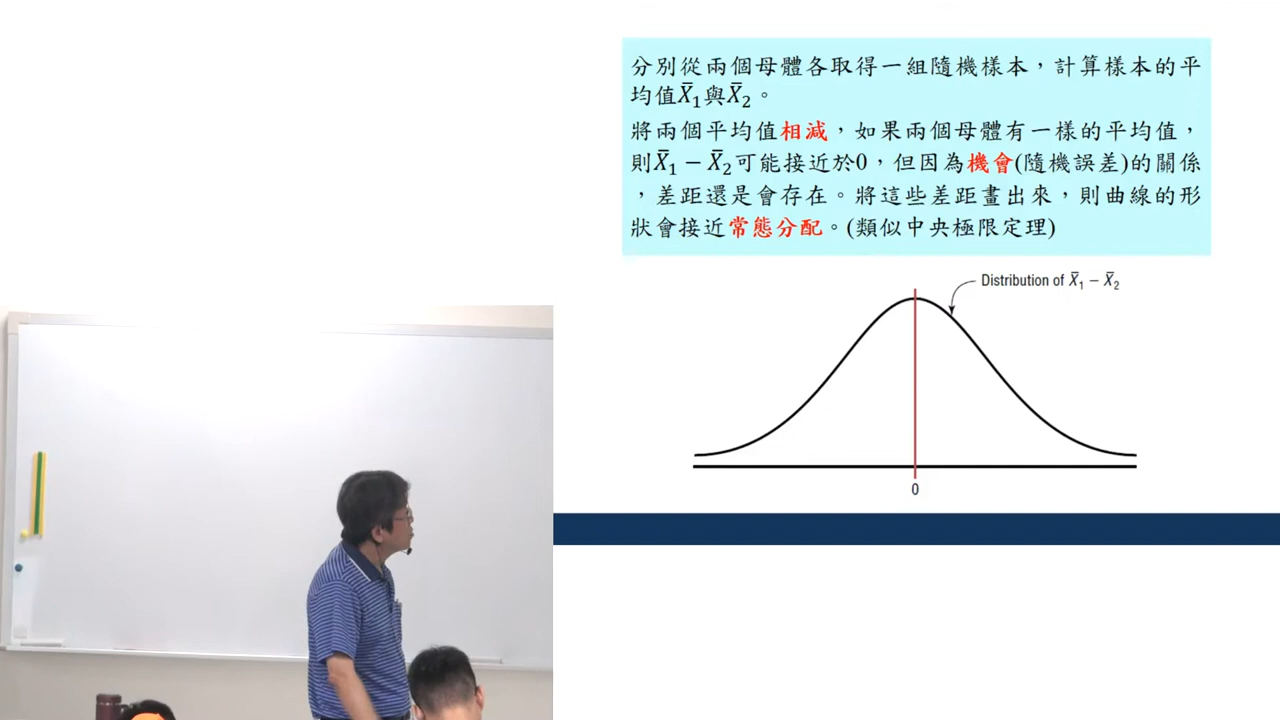 分別從兩個母體各取得一組隨機樣本，計算樣本的平
均值X̄₁與X̄₂。
將兩個平均值相減，如果兩個母體有一樣的平均值，
則X̄₁ − X̄₂可能接近於0，但因為機會(隨機誤差)的關係
，差距還是會存在。將這些差距畫出來，則曲線的形
狀會接近常態分配。(類似中央極限定理)
Distribution of X̄₁ − X̄₂
0